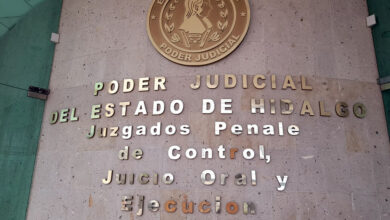 PODER JUDICIAL
PODER JUDICIAL
DEL ESTADO DE HIDALGO
Juzgados Penale
de Control,
Juicio Oral y
Ejecucion